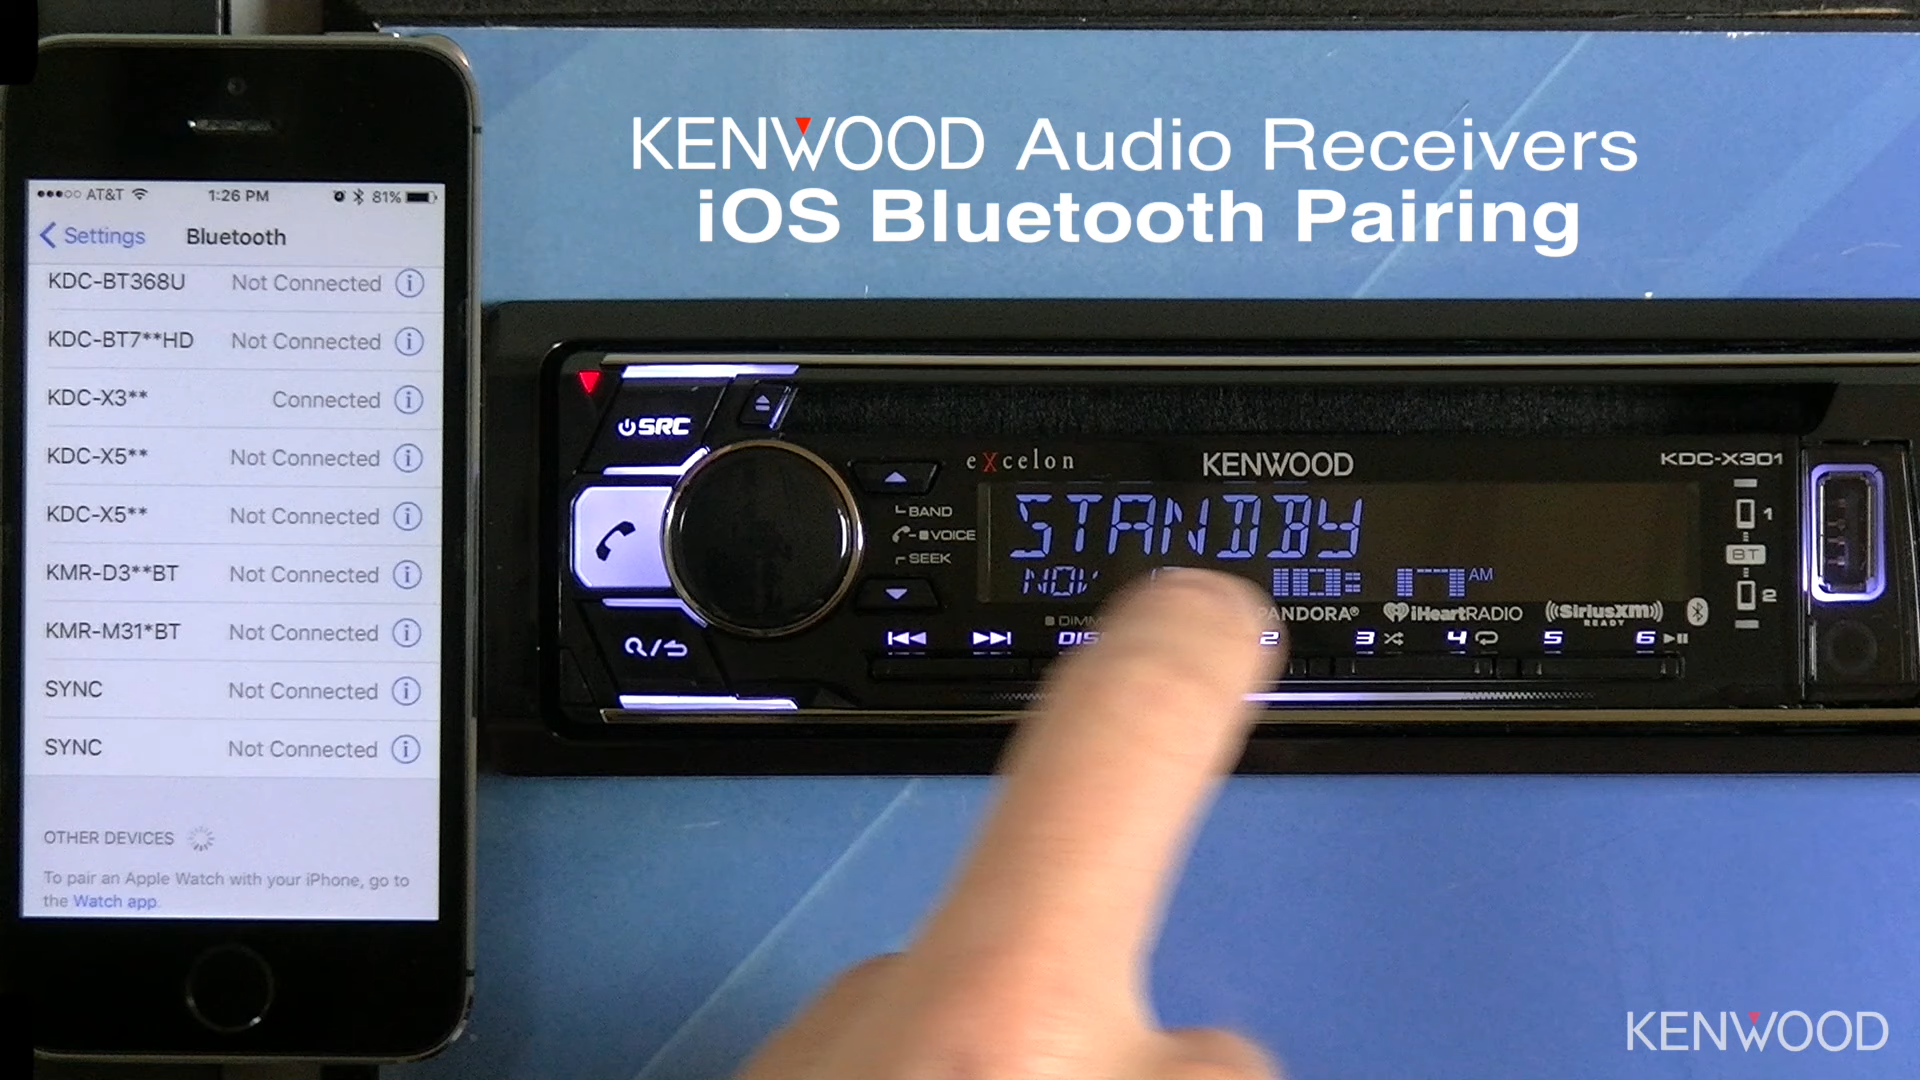 KENWOOD Audio Receivers
iOS Bluetooth Pairing
AT&T 1:26 PM 81%
Settings Bluetooth
KDC-BT368U Not Connected
KDC-BT7**HD Not Connected
KDC-X3** Connected
KDC-X5** Not Connected
KDC-X5** Not Connected
KMR-D3**BT Not Connected
KMR-M31*BT Not Connected
SYNC Not Connected
SYNC Not Connected
OTHER DEVICES
To pair an Apple Watch with your iPhone, go to
the Watch app.
SRC
eXcelon KENWOOD KDC-X301
STANDBY
NOV 10:17 AM
BAND
VOICE
SEEK
1
BT
2
PANDORA® iHeartRADIO ((SiriusXM))
READY
2 3 4 5 6
KENWOOD